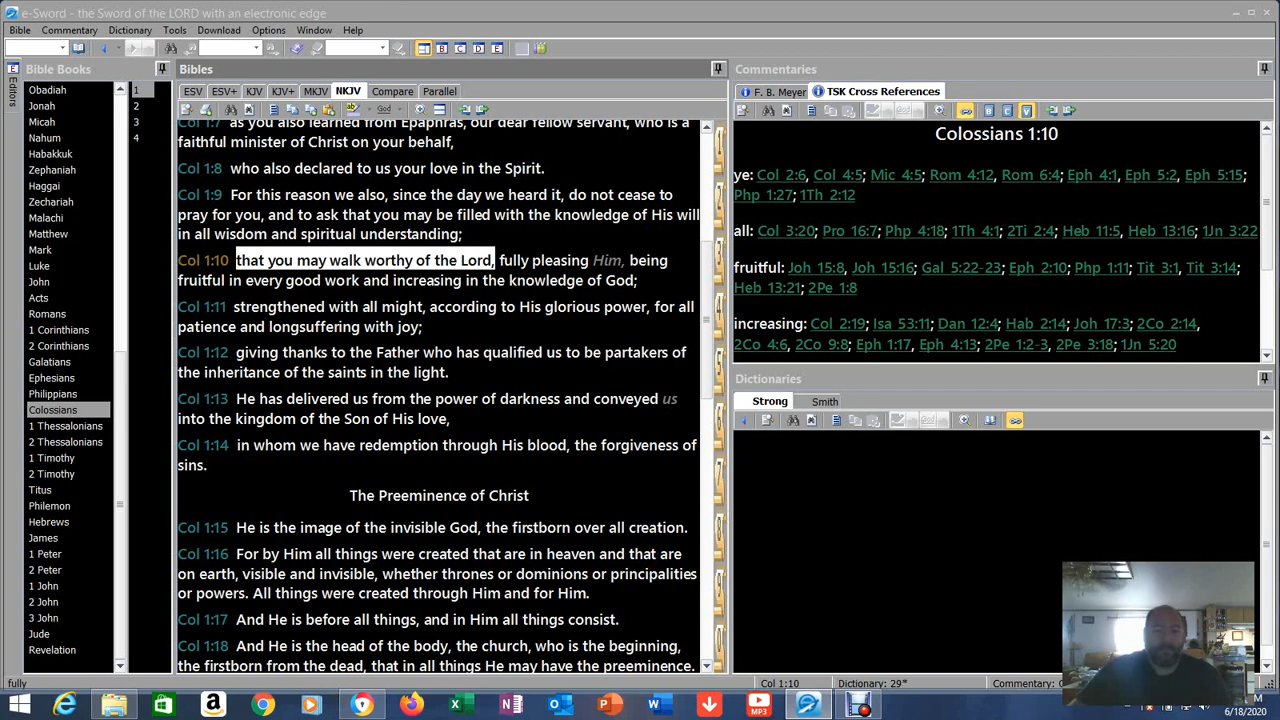 e-Sword - the Sword of the LORD with an electronic edge
Bible Commentary Dictionary Tools Download Options Window Help
B C D E
Editors
Bible Books
Obadiah
Jonah
Micah
Nahum
Habakkuk
Zephaniah
Haggai
Zechariah
Malachi
Matthew
Mark
Luke
John
Acts
Romans
1 Corinthians
2 Corinthians
Galatians
Ephesians
Philippians
Colossians
1 Thessalonians
2 Thessalonians
1 Timothy
2 Timothy
Titus
Philemon
Hebrews
James
1 Peter
2 Peter
1 John
2 John
3 John
Jude
Revelation
1
2
3
4
Bibles
ESV ESV+ KJV KJV+ MKJV NKJV Compare Parallel
God
Col 1:7 as you also learned from Epaphras, our dear fellow servant, who is a
faithful minister of Christ on your behalf,
Col 1:8 who also declared to us your love in the Spirit.
Col 1:9 For this reason we also, since the day we heard it, do not cease to
pray for you, and to ask that you may be filled with the knowledge of His will
in all wisdom and spiritual understanding;
Col 1:10 that you may walk worthy of the Lord, fully pleasing Him, being
fruitful in every good work and increasing in the knowledge of God;
Col 1:11 strengthened with all might, according to His glorious power, for all
patience and longsuffering with joy;
Col 1:12 giving thanks to the Father who has qualified us to be partakers of
the inheritance of the saints in the light.
Col 1:13 He has delivered us from the power of darkness and conveyed us
into the kingdom of the Son of His love,
Col 1:14 in whom we have redemption through His blood, the forgiveness of
sins.
The Preeminence of Christ
Col 1:15 He is the image of the invisible God, the firstborn over all creation.
Col 1:16 For by Him all things were created that are in heaven and that are
on earth, visible and invisible, whether thrones or dominions or principalities
or powers. All things were created through Him and for Him.
Col 1:17 And He is before all things, and in Him all things consist.
Col 1:18 And He is the head of the body, the church, who is the beginning,
the firstborn from the dead, that in all things He may have the preeminence.
Commentaries
F. B. Meyer TSK Cross References
God B C V
Colossians 1:10
ye: Col 2:6, Col 4:5; Mic 4:5; Rom 4:12, Rom 6:4; Eph 4:1, Eph 5:2, Eph 5:15;
Php 1:27; 1Th 2:12
all: Col 3:20; Pro 16:7; Php 4:18; 1Th 4:1; 2Ti 2:4; Heb 11:5, Heb 13:16; 1Jn 3:22
fruitful: Joh 15:8, Joh 15:16; Gal 5:22-23; Eph 2:10; Php 1:11; Tit 3:1, Tit 3:14;
Heb 13:21; 2Pe 1:8
increasing: Col 2:19; Isa 53:11; Dan 12:4; Hab 2:14; Joh 17:3; 2Co 2:14,
2Co 4:6, 2Co 9:8; Eph 1:17, Eph 4:13; 2Pe 1:2-3, 2Pe 3:18; 1Jn 5:20
Dictionaries
Strong Smith
God
fully
Col 1:10
Dictionary: 29*
Commentary:
MP3
6/18/2020